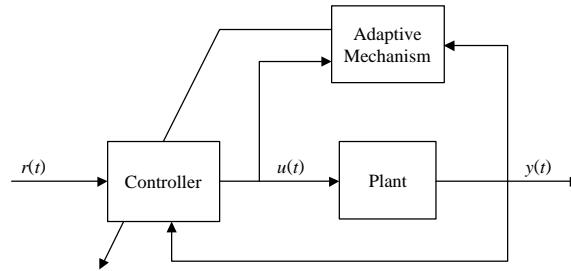 Adaptive
Mechanism
r(t)
Controller
u(t)
Plant
y(t)